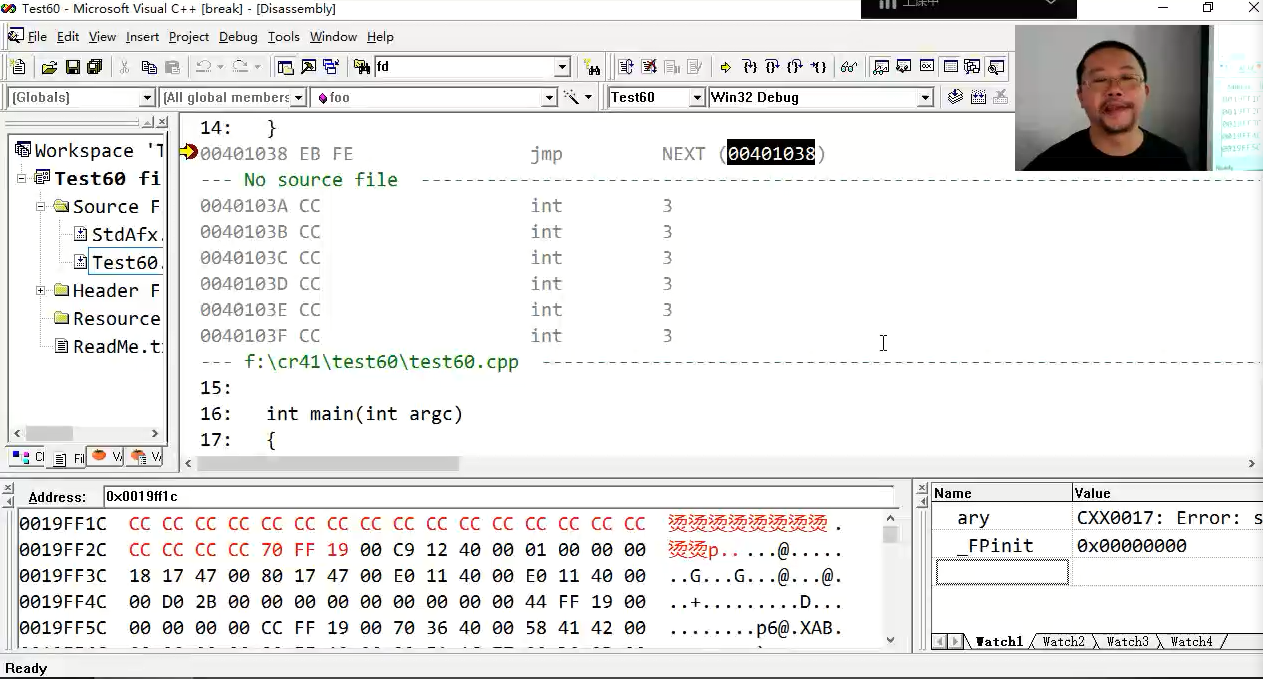 Test60 - Microsoft Visual C++ [break] - [Disassembly]
上课中
File Edit View Insert Project Debug Tools Window Help
fd
[Globals] [All global members foo Test60 Win32 Debug
14: }
00401038 EB FE jmp NEXT (00401038)
--- No source file
0040103A CC int 3
0040103B CC int 3
0040103C CC int 3
0040103D CC int 3
0040103E CC int 3
0040103F CC int 3
--- f:\cr41\test60\test60.cpp
15:
16: int main(int argc)
17: {
Workspace 'T
Test60 fi
Source F
StdAfx.
Test60.
Header F
Resource
ReadMe.t
Cl Fil V V
Address: 0x0019ff1c
0019FF1C CC CC CC CC CC CC CC CC CC CC CC CC CC CC CC CC 烫烫烫烫烫烫烫烫.
0019FF2C CC CC CC CC 70 FF 19 00 C9 12 40 00 01 00 00 00 烫烫p.. ...@.....
0019FF3C 18 17 47 00 80 17 47 00 E0 11 40 00 E0 11 40 00 ..G...G...@...@.
0019FF4C 00 D0 2B 00 00 00 00 00 00 00 00 00 44 FF 19 00 ..+.........D...
0019FF5C 00 00 00 00 CC FF 19 00 70 36 40 00 58 41 42 00 ........p6@.XAB.
Name Value
ary CXX0017: Error: s
_FPinit 0x00000000
Watch1 Watch2 Watch3 Watch4
Ready